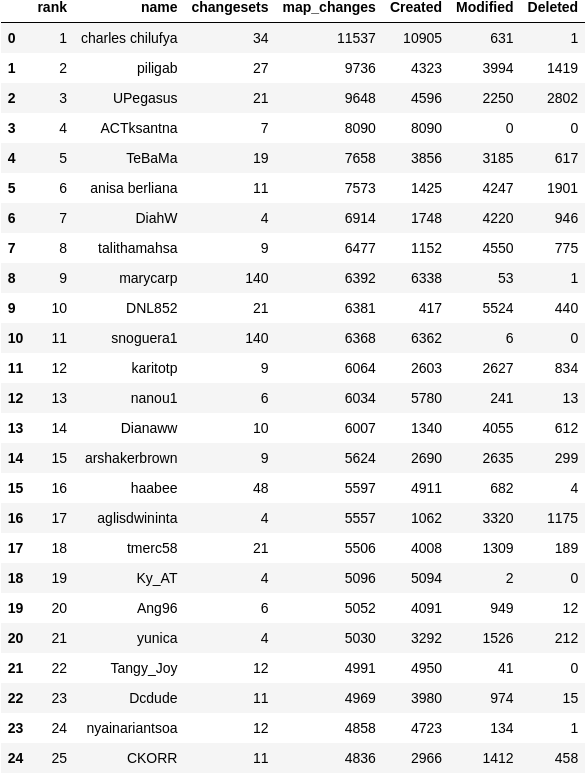 rank name changesets map_changes Created Modified Deleted
0 1 charles chilufya 34 11537 10905 631 1
1 2 piligab 27 9736 4323 3994 1419
2 3 UPegasus 21 9648 4596 2250 2802
3 4 ACTksantna 7 8090 8090 0 0
4 5 TeBaMa 19 7658 3856 3185 617
5 6 anisa berliana 11 7573 1425 4247 1901
6 7 DiahW 4 6914 1748 4220 946
7 8 talithamahsa 9 6477 1152 4550 775
8 9 marycarp 140 6392 6338 53 1
9 10 DNL852 21 6381 417 5524 440
10 11 snoguera1 140 6368 6362 6 0
11 12 karitotp 9 6064 2603 2627 834
12 13 nanou1 6 6034 5780 241 13
13 14 Dianaww 10 6007 1340 4055 612
14 15 arshakerbrown 9 5624 2690 2635 299
15 16 haabee 48 5597 4911 682 4
16 17 aglisdwininta 4 5557 1062 3320 1175
17 18 tmerc58 21 5506 4008 1309 189
18 19 Ky_AT 4 5096 5094 2 0
19 20 Ang96 6 5052 4091 949 12
20 21 yunica 4 5030 3292 1526 212
21 22 Tangy_Joy 12 4991 4950 41 0
22 23 Dcdude 11 4969 3980 974 15
23 24 nyainariantsoa 12 4858 4723 134 1
24 25 CKORR 11 4836 2966 1412 458